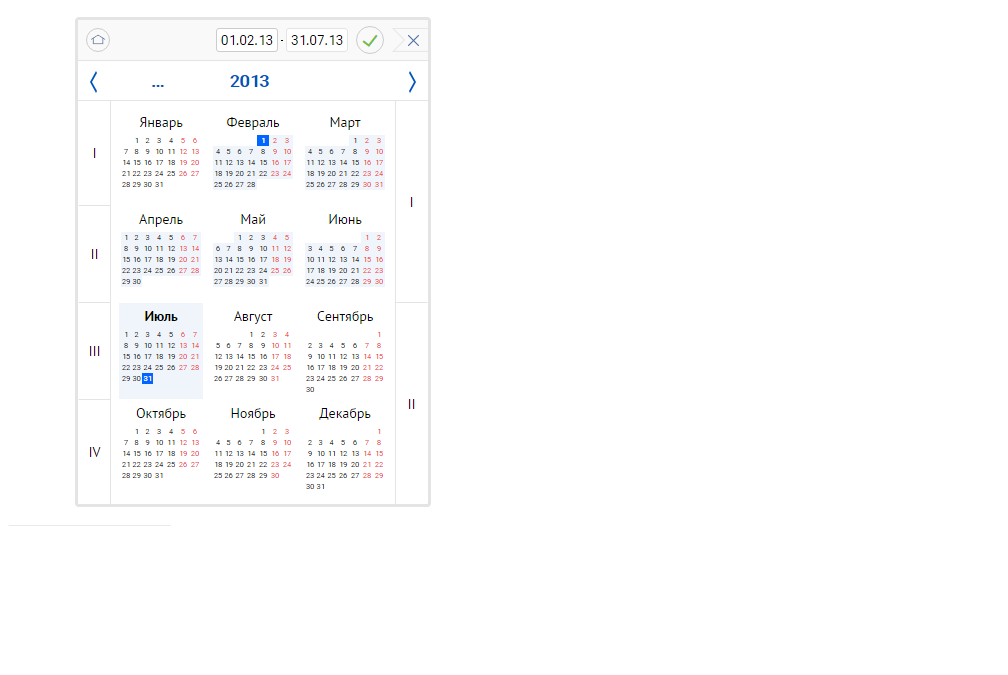 01.02.13 - 31.07.13
... 2013
Январь Февраль Март
1 2 3 4 5 6 1 2 3 1 2 3
I 7 8 9 10 11 12 13 4 5 6 7 8 9 10 4 5 6 7 8 9 10
14 15 16 17 18 19 20 11 12 13 14 15 16 17 11 12 13 14 15 16 17
21 22 23 24 25 26 27 18 19 20 21 22 23 24 18 19 20 21 22 23 24
28 29 30 31 25 26 27 28 25 26 27 28 29 30 31
I
Апрель Май Июнь
1 2 3 4 5 6 7 1 2 3 4 5 1 2
II 8 9 10 11 12 13 14 6 7 8 9 10 11 12 3 4 5 6 7 8 9
15 16 17 18 19 20 21 13 14 15 16 17 18 19 10 11 12 13 14 15 16
22 23 24 25 26 27 28 20 21 22 23 24 25 26 17 18 19 20 21 22 23
29 30 27 28 29 30 31 24 25 26 27 28 29 30
Июль Август Сентябрь
1 2 3 4 5 6 7 1 2 3 4 1
III 8 9 10 11 12 13 14 5 6 7 8 9 10 11 2 3 4 5 6 7 8
15 16 17 18 19 20 21 12 13 14 15 16 17 18 9 10 11 12 13 14 15
22 23 24 25 26 27 28 19 20 21 22 23 24 25 16 17 18 19 20 21 22
29 30 31 26 27 28 29 30 31 23 24 25 26 27 28 29
30
II
Октябрь Ноябрь Декабрь
1 2 3 4 5 6 1 2 3 1
7 8 9 10 11 12 13 4 5 6 7 8 9 10 2 3 4 5 6 7 8
IV 14 15 16 17 18 19 20 11 12 13 14 15 16 17 9 10 11 12 13 14 15
21 22 23 24 25 26 27 18 19 20 21 22 23 24 16 17 18 19 20 21 22
28 29 30 31 25 26 27 28 29 30 23 24 25 26 27 28 29
30 31